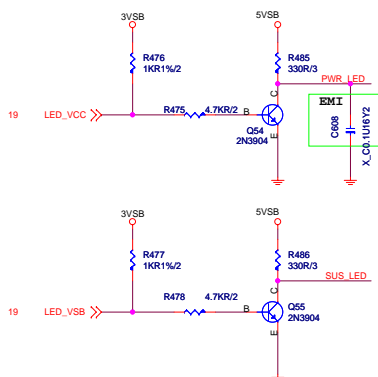 3VSB
5VSB
R476
1KR1%/2
R485
330R/3
PWR_LED
EMI
19
LED_VCC
R475
4.7KR/2
B
C
E
Q54
2N3904
C608
X_C0.1U16Y2
3VSB
5VSB
R477
1KR1%/2
R486
330R/3
SUS_LED
19
LED_VSB
R478
4.7KR/2
B
C
E
Q55
2N3904